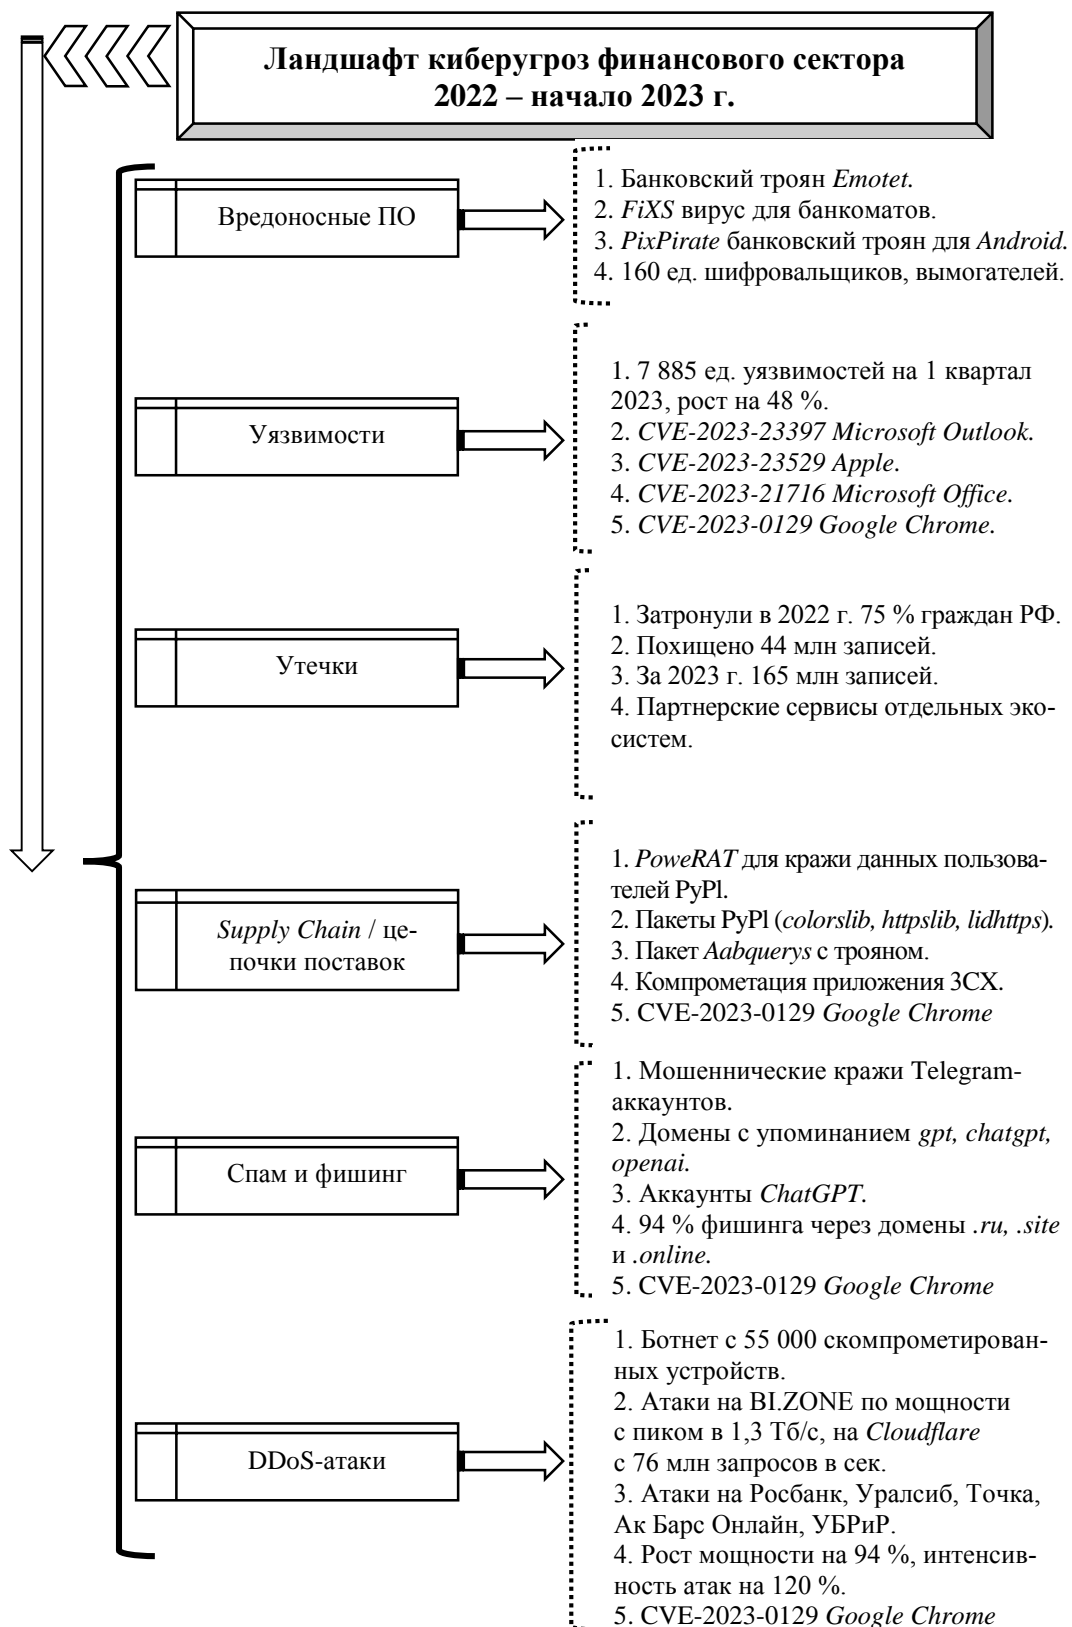 Ландшафт киберугроз финансового сектора
2022 – начало 2023 г.
Вредоносные ПО
1. Банковский троян Emotet.
2. FiXS вирус для банкоматов.
3. PixPirate банковский троян для Android.
4. 160 ед. шифровальщиков, вымогателей.
Уязвимости
1. 7 885 ед. уязвимостей на 1 квартал
2023, рост на 48 %.
2. CVE-2023-23397 Microsoft Outlook.
3. CVE-2023-23529 Apple.
4. CVE-2023-21716 Microsoft Office.
5. CVE-2023-0129 Google Chrome.
Утечки
1. Затронули в 2022 г. 75 % граждан РФ.
2. Похищено 44 млн записей.
3. За 2023 г. 165 млн записей.
4. Партнерские сервисы отдельных эко-
систем.
Supply Chain / це-
почки поставок
1. PoweRAT для кражи данных пользова-
телей PyPl.
2. Пакеты PyPl (colorslib, httpslib, lidhttps).
3. Пакет Aabquerys с трояном.
4. Компрометация приложения 3CX.
5. CVE-2023-0129 Google Chrome
Спам и фишинг
1. Мошеннические кражи Telegram-
аккаунтов.
2. Домены с упоминанием gpt, chatgpt,
openai.
3. Аккаунты ChatGPT.
4. 94 % фишинга через домены .ru, .site
и .online.
5. CVE-2023-0129 Google Chrome
DDoS-атаки
1. Ботнет с 55 000 скомпрометирован-
ных устройств.
2. Атаки на BI.ZONE по мощности
с пиком в 1,3 Тб/с, на Cloudflare
с 76 млн запросов в сек.
3. Атаки на Росбанк, Уралсиб, Точка,
Ак Барс Онлайн, УБРиР.
4. Рост мощности на 94 %, интенсив-
ность атак на 120 %.
5. CVE-2023-0129 Google Chrome